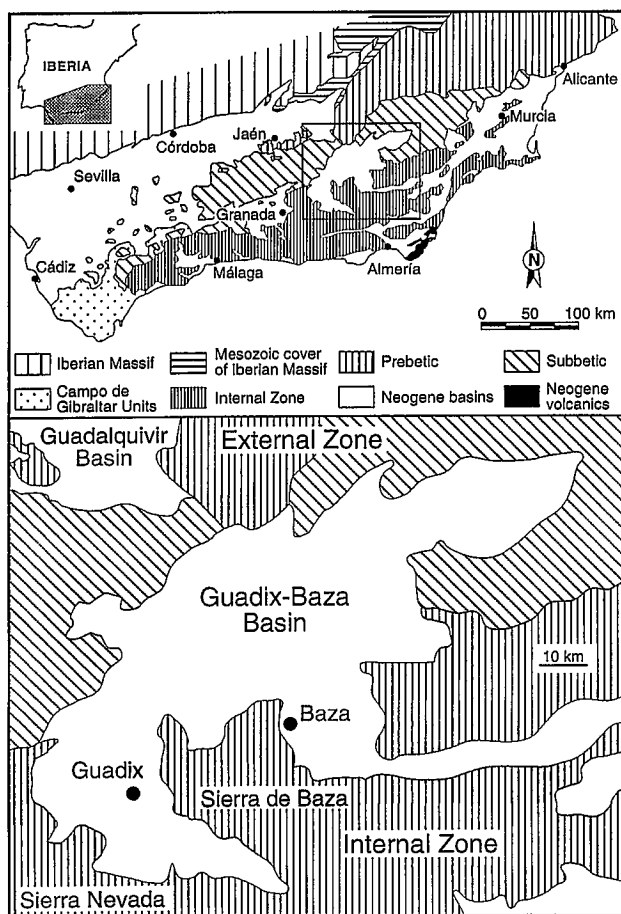 IBERIA
Alicante
Murcia
Jaén
Córdoba
Sevilla
Granada
Cádiz
Málaga
Almería
N
0 50 100 km
Iberian Massif
Mesozoic cover
of Iberian Massif
Prebetic
Subbetic
Campo de
Gibraltar Units
Internal Zone
Neogene basins
Neogene
volcanics
Guadalquivir
Basin
External Zone
Guadix-Baza
Basin
10 km
Baza
Guadix
Sierra de Baza
Internal Zone
Sierra Nevada